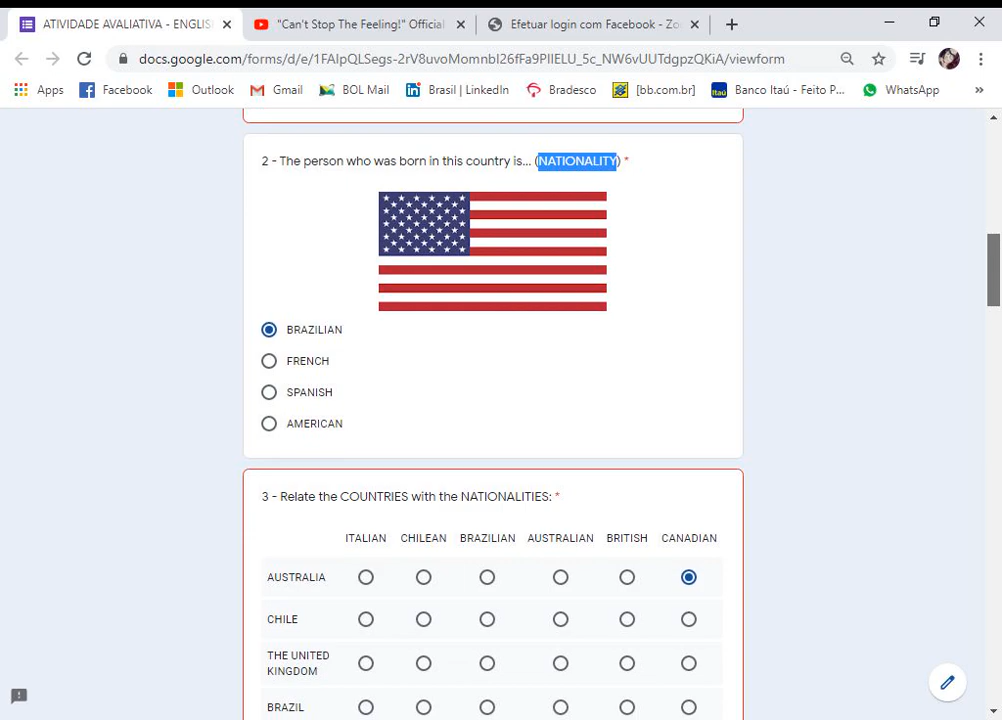 ATIVIDADE AVALIATIVA - ENGLIS
"Can't Stop The Feeling!" Official
Efetuar login com Facebook - Zo
docs.google.com/forms/d/e/1FAIpQLSegs-2rV8uvoMomnbI26fFa9PIIELU_5c_NW6vUUTdgpzQKiA/viewform
Apps Facebook Outlook Gmail BOL Mail Brasil | LinkedIn Bradesco [bb.com.br] Banco Itaú - Feito P... WhatsApp »
2 - The person who was born in this country is... (NATIONALITY) *
BRAZILIAN
FRENCH
SPANISH
AMERICAN
3 - Relate the COUNTRIES with the NATIONALITIES: *
ITALIAN CHILEAN BRAZILIAN AUSTRALIAN BRITISH CANADIAN
AUSTRALIA
CHILE
THE UNITED
KINGDOM
BRAZIL